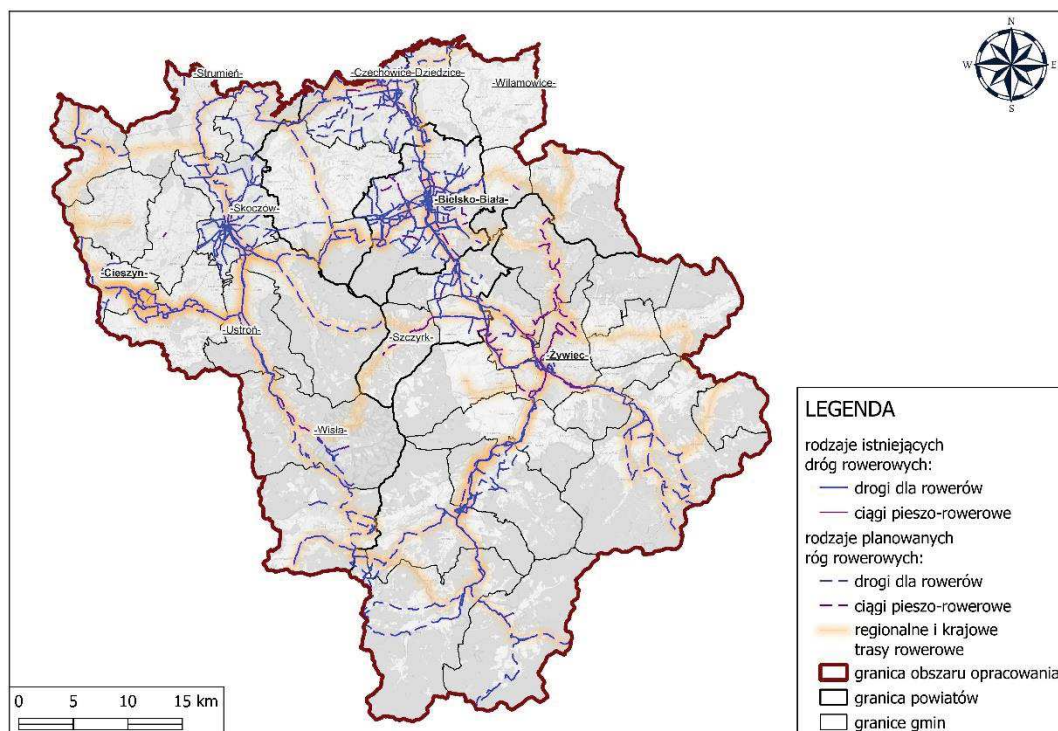 N
W
E
S
-Strumień-
-Czechowice-Dziedzice-
-Wilamowice-
-Skoczów-
-Bielsko-Biała-
-Cieszyn-
-Ustroń-
-Szczyrk-
-Żywiec-
-Wisła-
LEGENDA
rodzaje istniejących
dróg rowerowych:
drogi dla rowerów
ciągi pieszo-rowerowe
rodzaje planowanych
róg rowerowych:
drogi dla rowerów
ciągi pieszo-rowerowe
regionalne i krajowe
trasy rowerowe
granica obszaru opracowania
granica powiatów
granice gmin
0 5 10 15 km